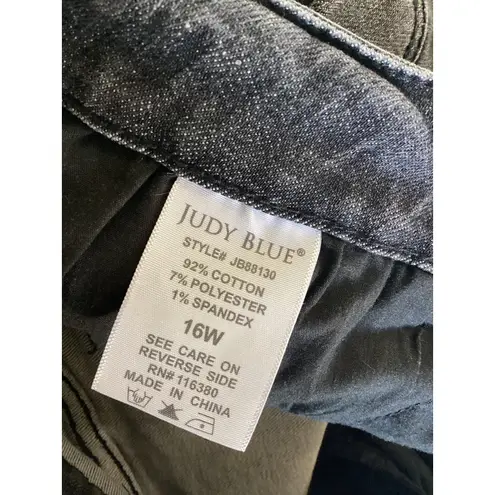 JUDY BLUE®
STYLE# JB88130
92% COTTON
7% POLYESTER
1% SPANDEX
16W
SEE CARE ON
REVERSE SIDE
RN# 116380
MADE IN CHINA